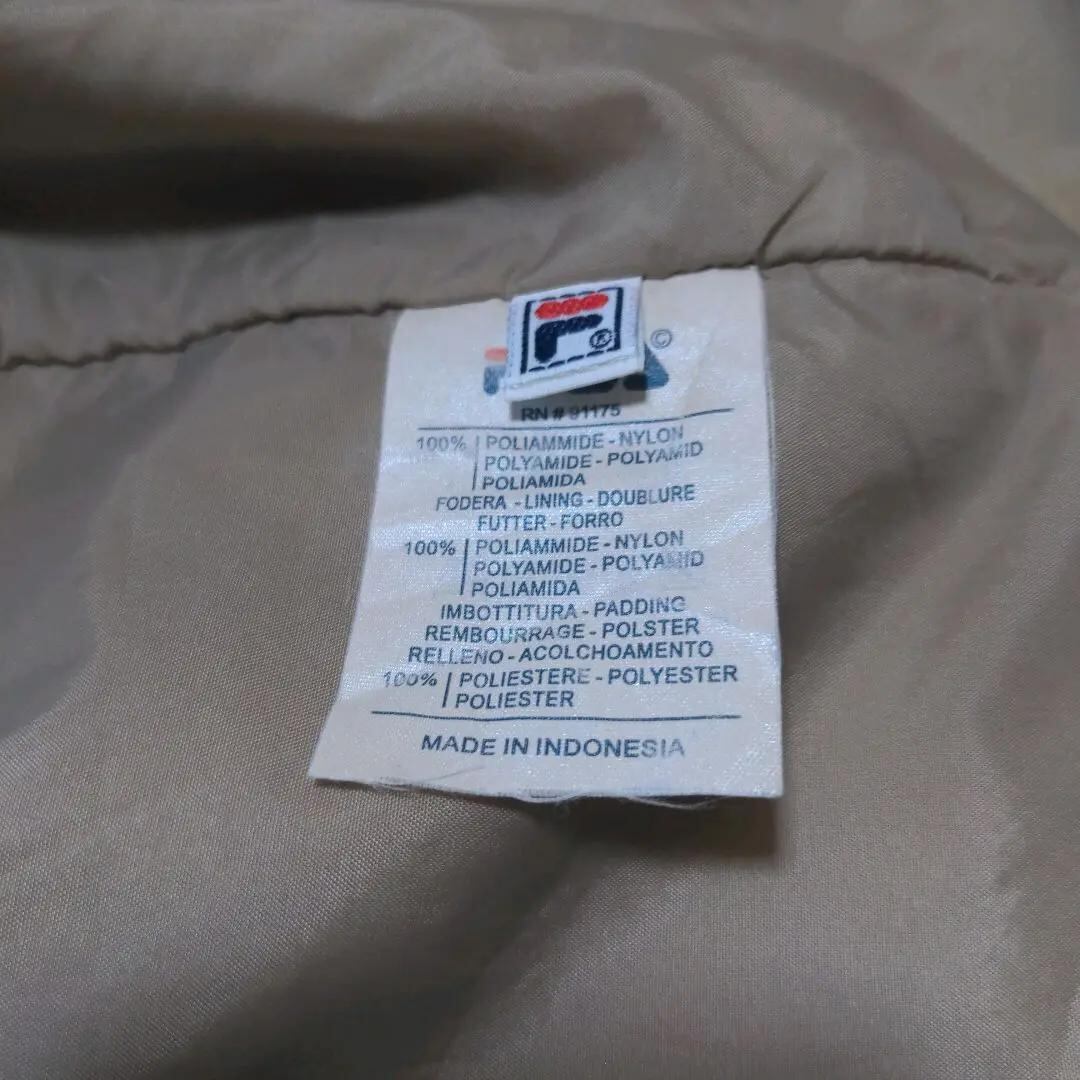 F
®
©
RN # 91175
100% POLIAMMIDE - NYLON
POLYAMIDE - POLYAMID
POLIAMIDA
FODERA - LINING - DOUBLURE
FUTTER - FORRO
100% POLIAMMIDE - NYLON
POLYAMIDE - POLYAMID
POLIAMIDA
IMBOTTITURA - PADDING
REMBOURRAGE - POLSTER
RELLENO - ACOLCHOAMENTO
100% POLIESTERE - POLYESTER
POLIESTER
MADE IN INDONESIA